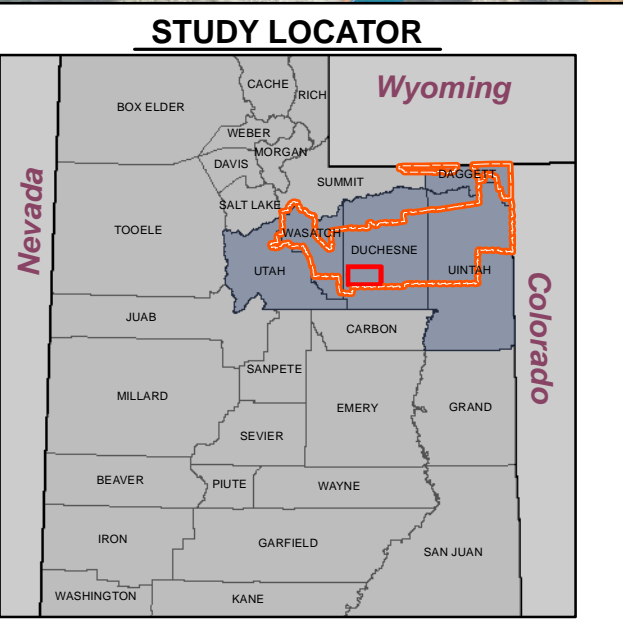 STUDY LOCATOR
Wyoming
CACHE
RICH
BOX ELDER
WEBER
MORGAN
DAVIS
SUMMIT
DAGGETT
Nevada
SALT LAKE
TOOELE
WASATCH
DUCHESNE
UTAH
UINTAH
Colorado
JUAB
CARBON
SANPETE
MILLARD
EMERY
GRAND
SEVIER
BEAVER
PIUTE
WAYNE
IRON
GARFIELD
SAN JUAN
WASHINGTON
KANE